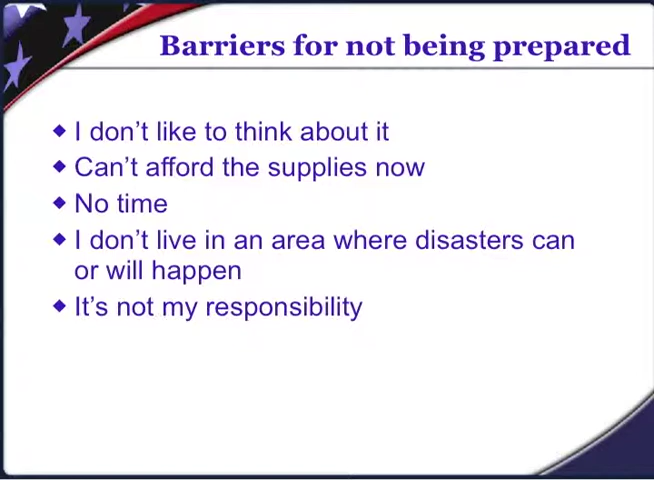 Barriers for not being prepared
I don’t like to think about it
Can’t afford the supplies now
No time
I don’t live in an area where disasters can
or will happen
It’s not my responsibility